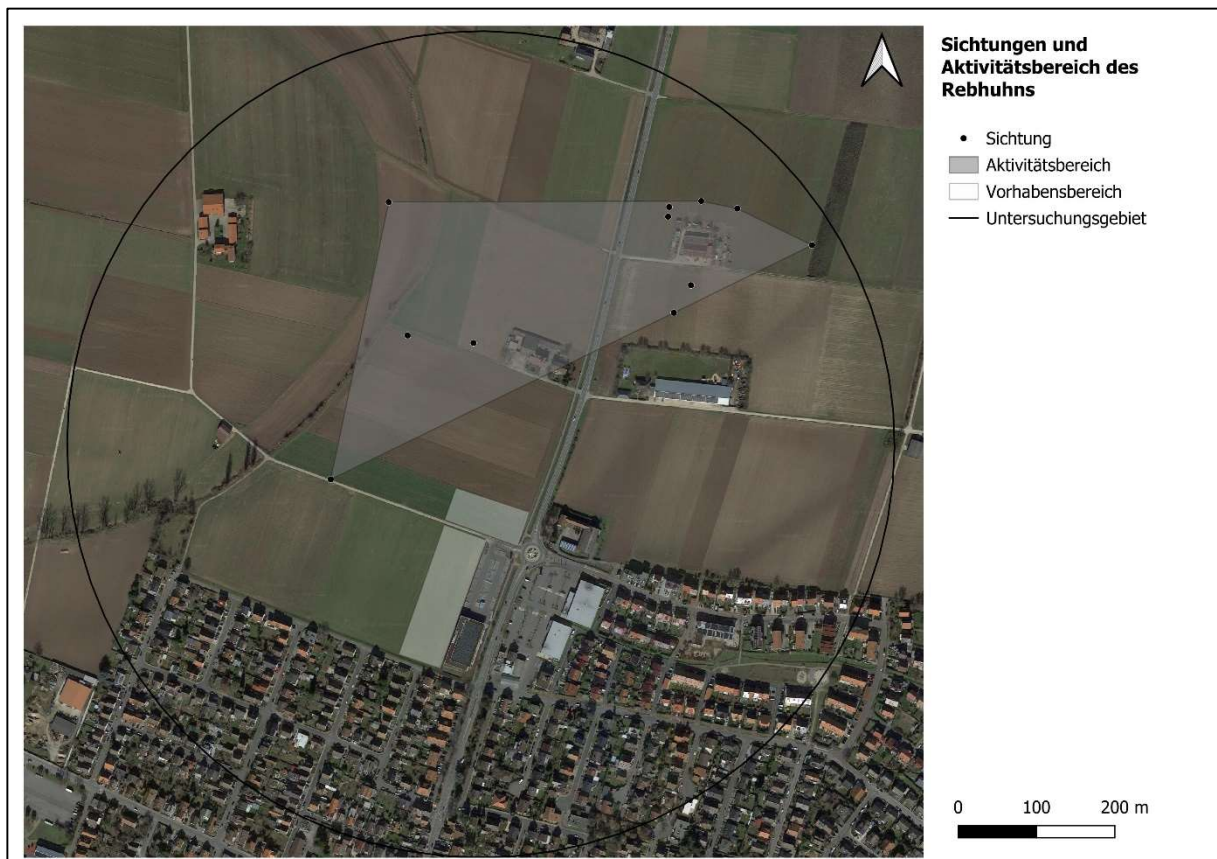 Sichtungen und
Aktivitätsbereich des
Rebhuhns
Sichtung
Aktivitätsbereich
Vorhabensbereich
Untersuchungsgebiet
0 100 200 m